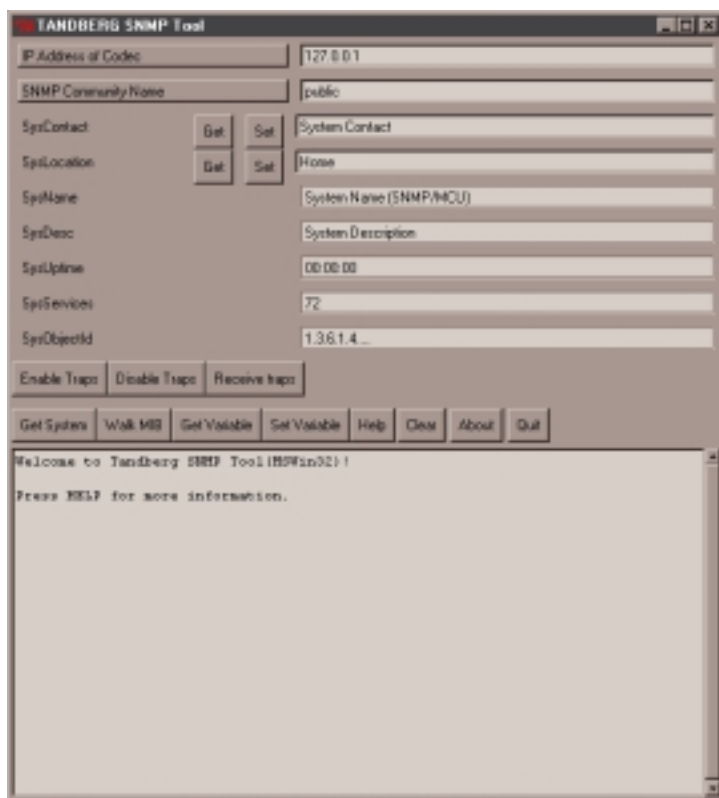 TANDBERG SNMP Tool
IP Address of Codec 127.0.0.1
SNMP Community Name public
SysContact Get Set System Contact
SysLocation Get Set Home
SysName System Name (SNMP/MCU)
SysDesc System Description
SysUptime 00:00:00
SysServices 72
SysObjectId 1.3.6.1.4....
Enable Traps Disable Traps Receive traps
Get System Walk MIB Get Variable Set Variable Help Clear About Quit
Welcome to Tandberg SNMP Tool(MSWin32)!
Press HELP for more information.